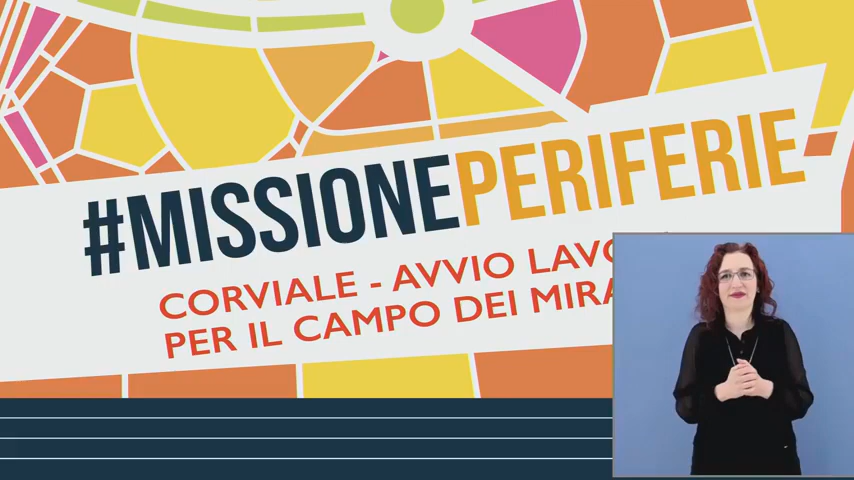 #MISSIONEPERIFERIE
CORVIALE - AVVIO
PER IL CAMPO DEI